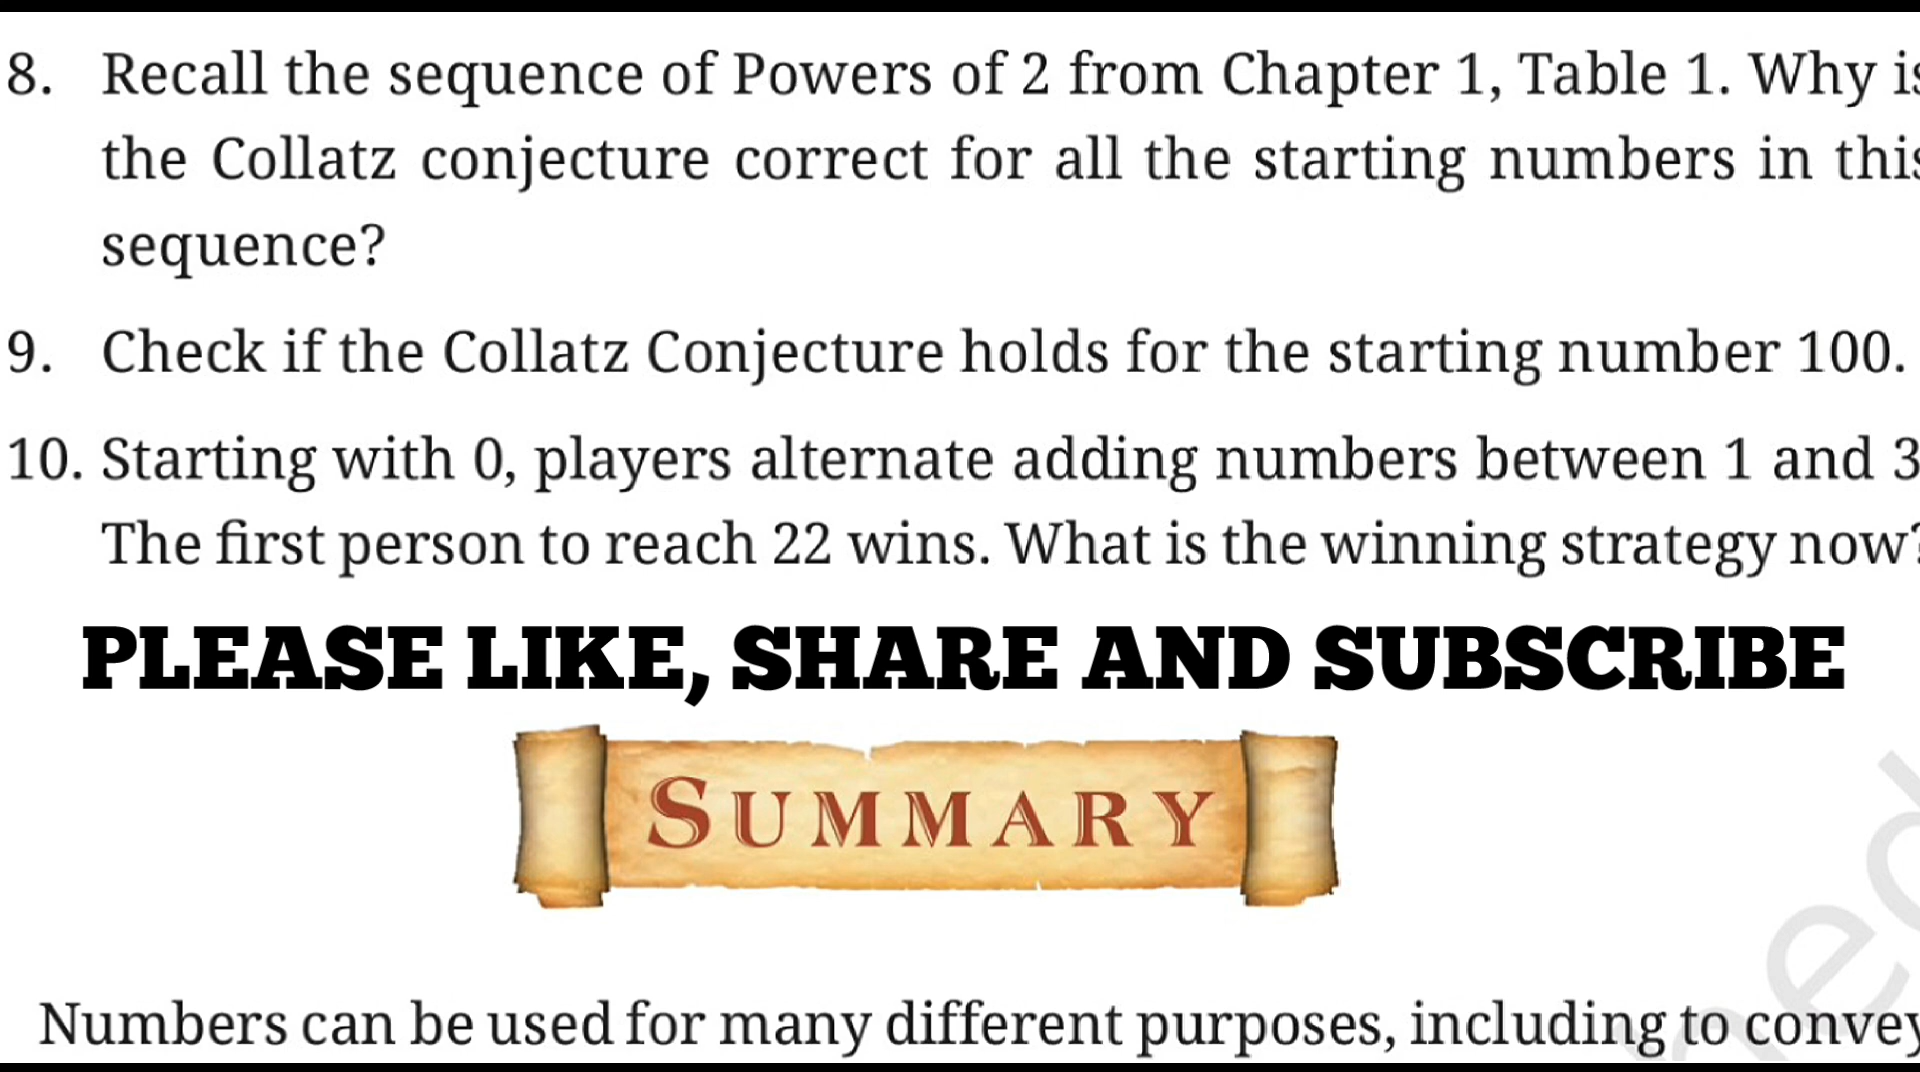 8. Recall the sequence of Powers of 2 from Chapter 1, Table 1. Why is
the Collatz conjecture correct for all the starting numbers in this
sequence?
9. Check if the Collatz Conjecture holds for the starting number 100.
10. Starting with 0, players alternate adding numbers between 1 and 3
The first person to reach 22 wins. What is the winning strategy now?
PLEASE LIKE, SHARE AND SUBSCRIBE
SUMMARY
Numbers can be used for many different purposes, including to convey